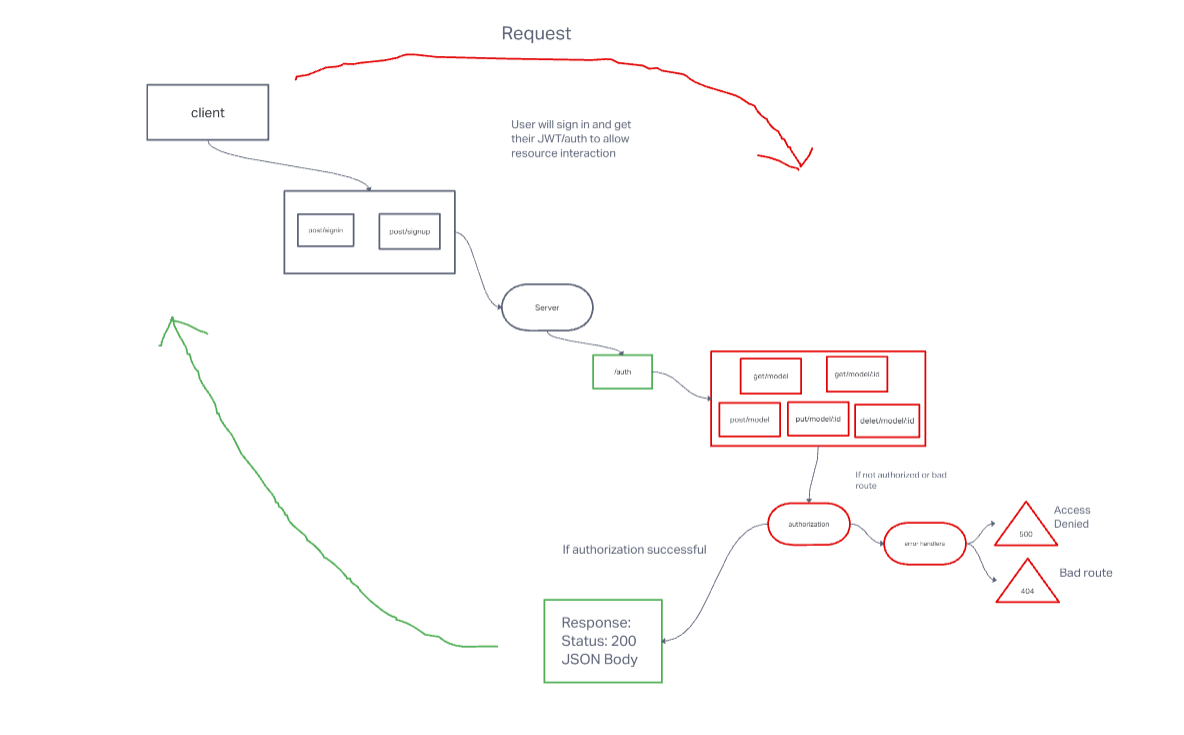 Request
client
User will sign in and get
their JWT/auth to allow
resource interaction
post/signin
post/signup
Server
/auth
get/model
get/model/:id
post/model
put/model/:id
delet/model/:id
If not authorized or bad
route
authorization
error handlers
500
Access
Denied
404
Bad route
If authorization successful
Response:
Status: 200
JSON Body